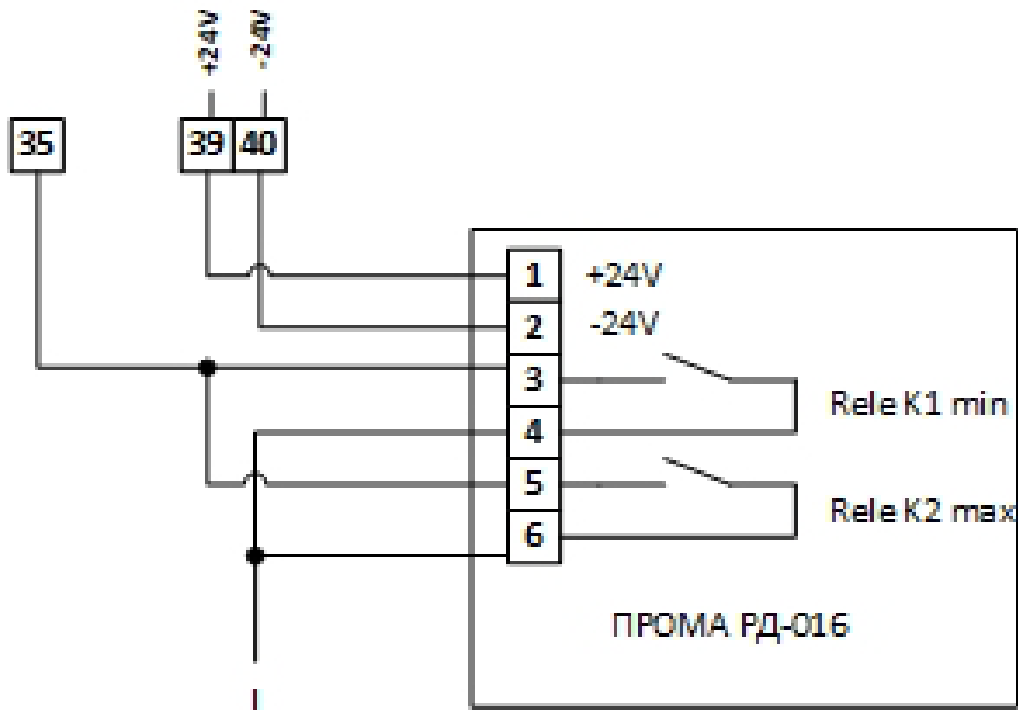 +24V -24V
35 39 40
1 +24V
2 -24V
3
Rele K1 min
4
5
Rele K2 max
6
ПРОМА РД-016